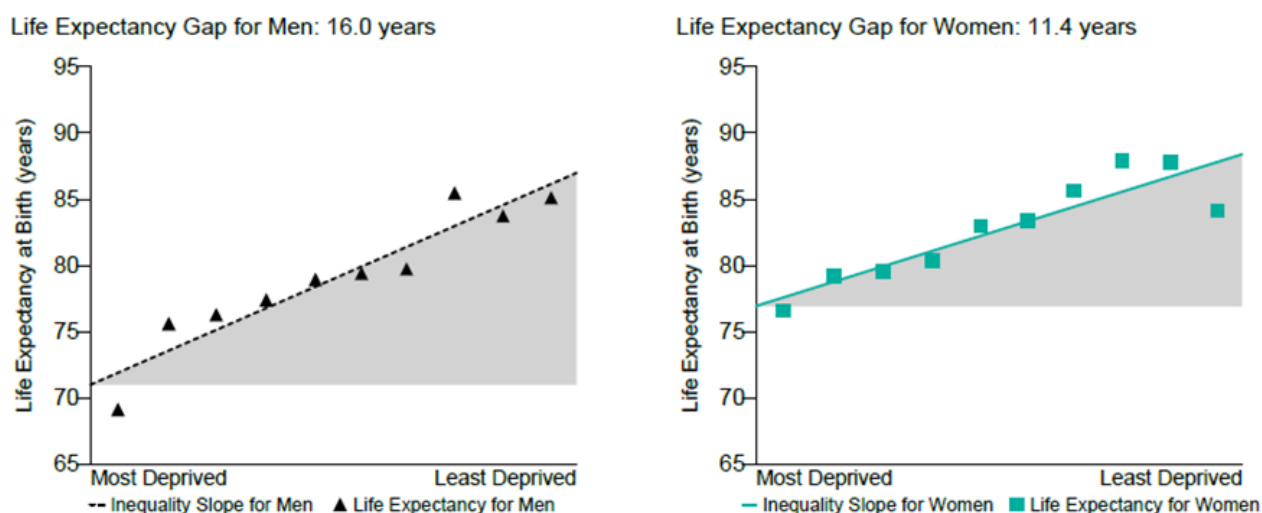 Life Expectancy Gap for Men: 16.0 years
Life Expectancy at Birth (years)
95
90
85
80
75
70
65
Most Deprived Least Deprived
Inequality Slope for Men Life Expectancy for Men
Life Expectancy Gap for Women: 11.4 years
Life Expectancy at Birth (years)
95
90
85
80
75
70
65
Most Deprived Least Deprived
Inequality Slope for Women Life Expectancy for Women